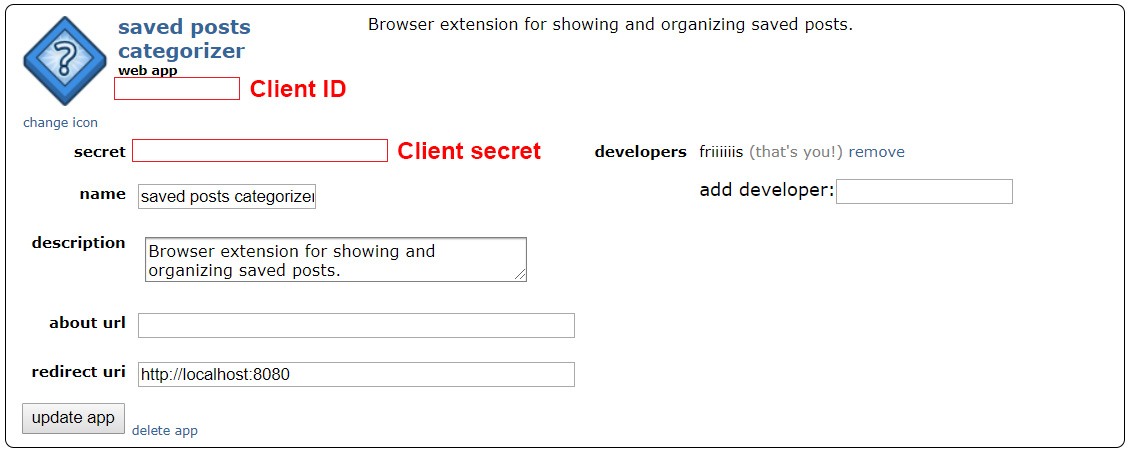 saved posts
categorizer
Browser extension for showing and organizing saved posts.
web app
Client ID
change icon
secret
Client secret
developers friiiiiis (that's you!) remove
add developer:
name saved posts categorizer
description Browser extension for showing and
organizing saved posts.
about url
redirect uri http://localhost:8080
update app
delete app